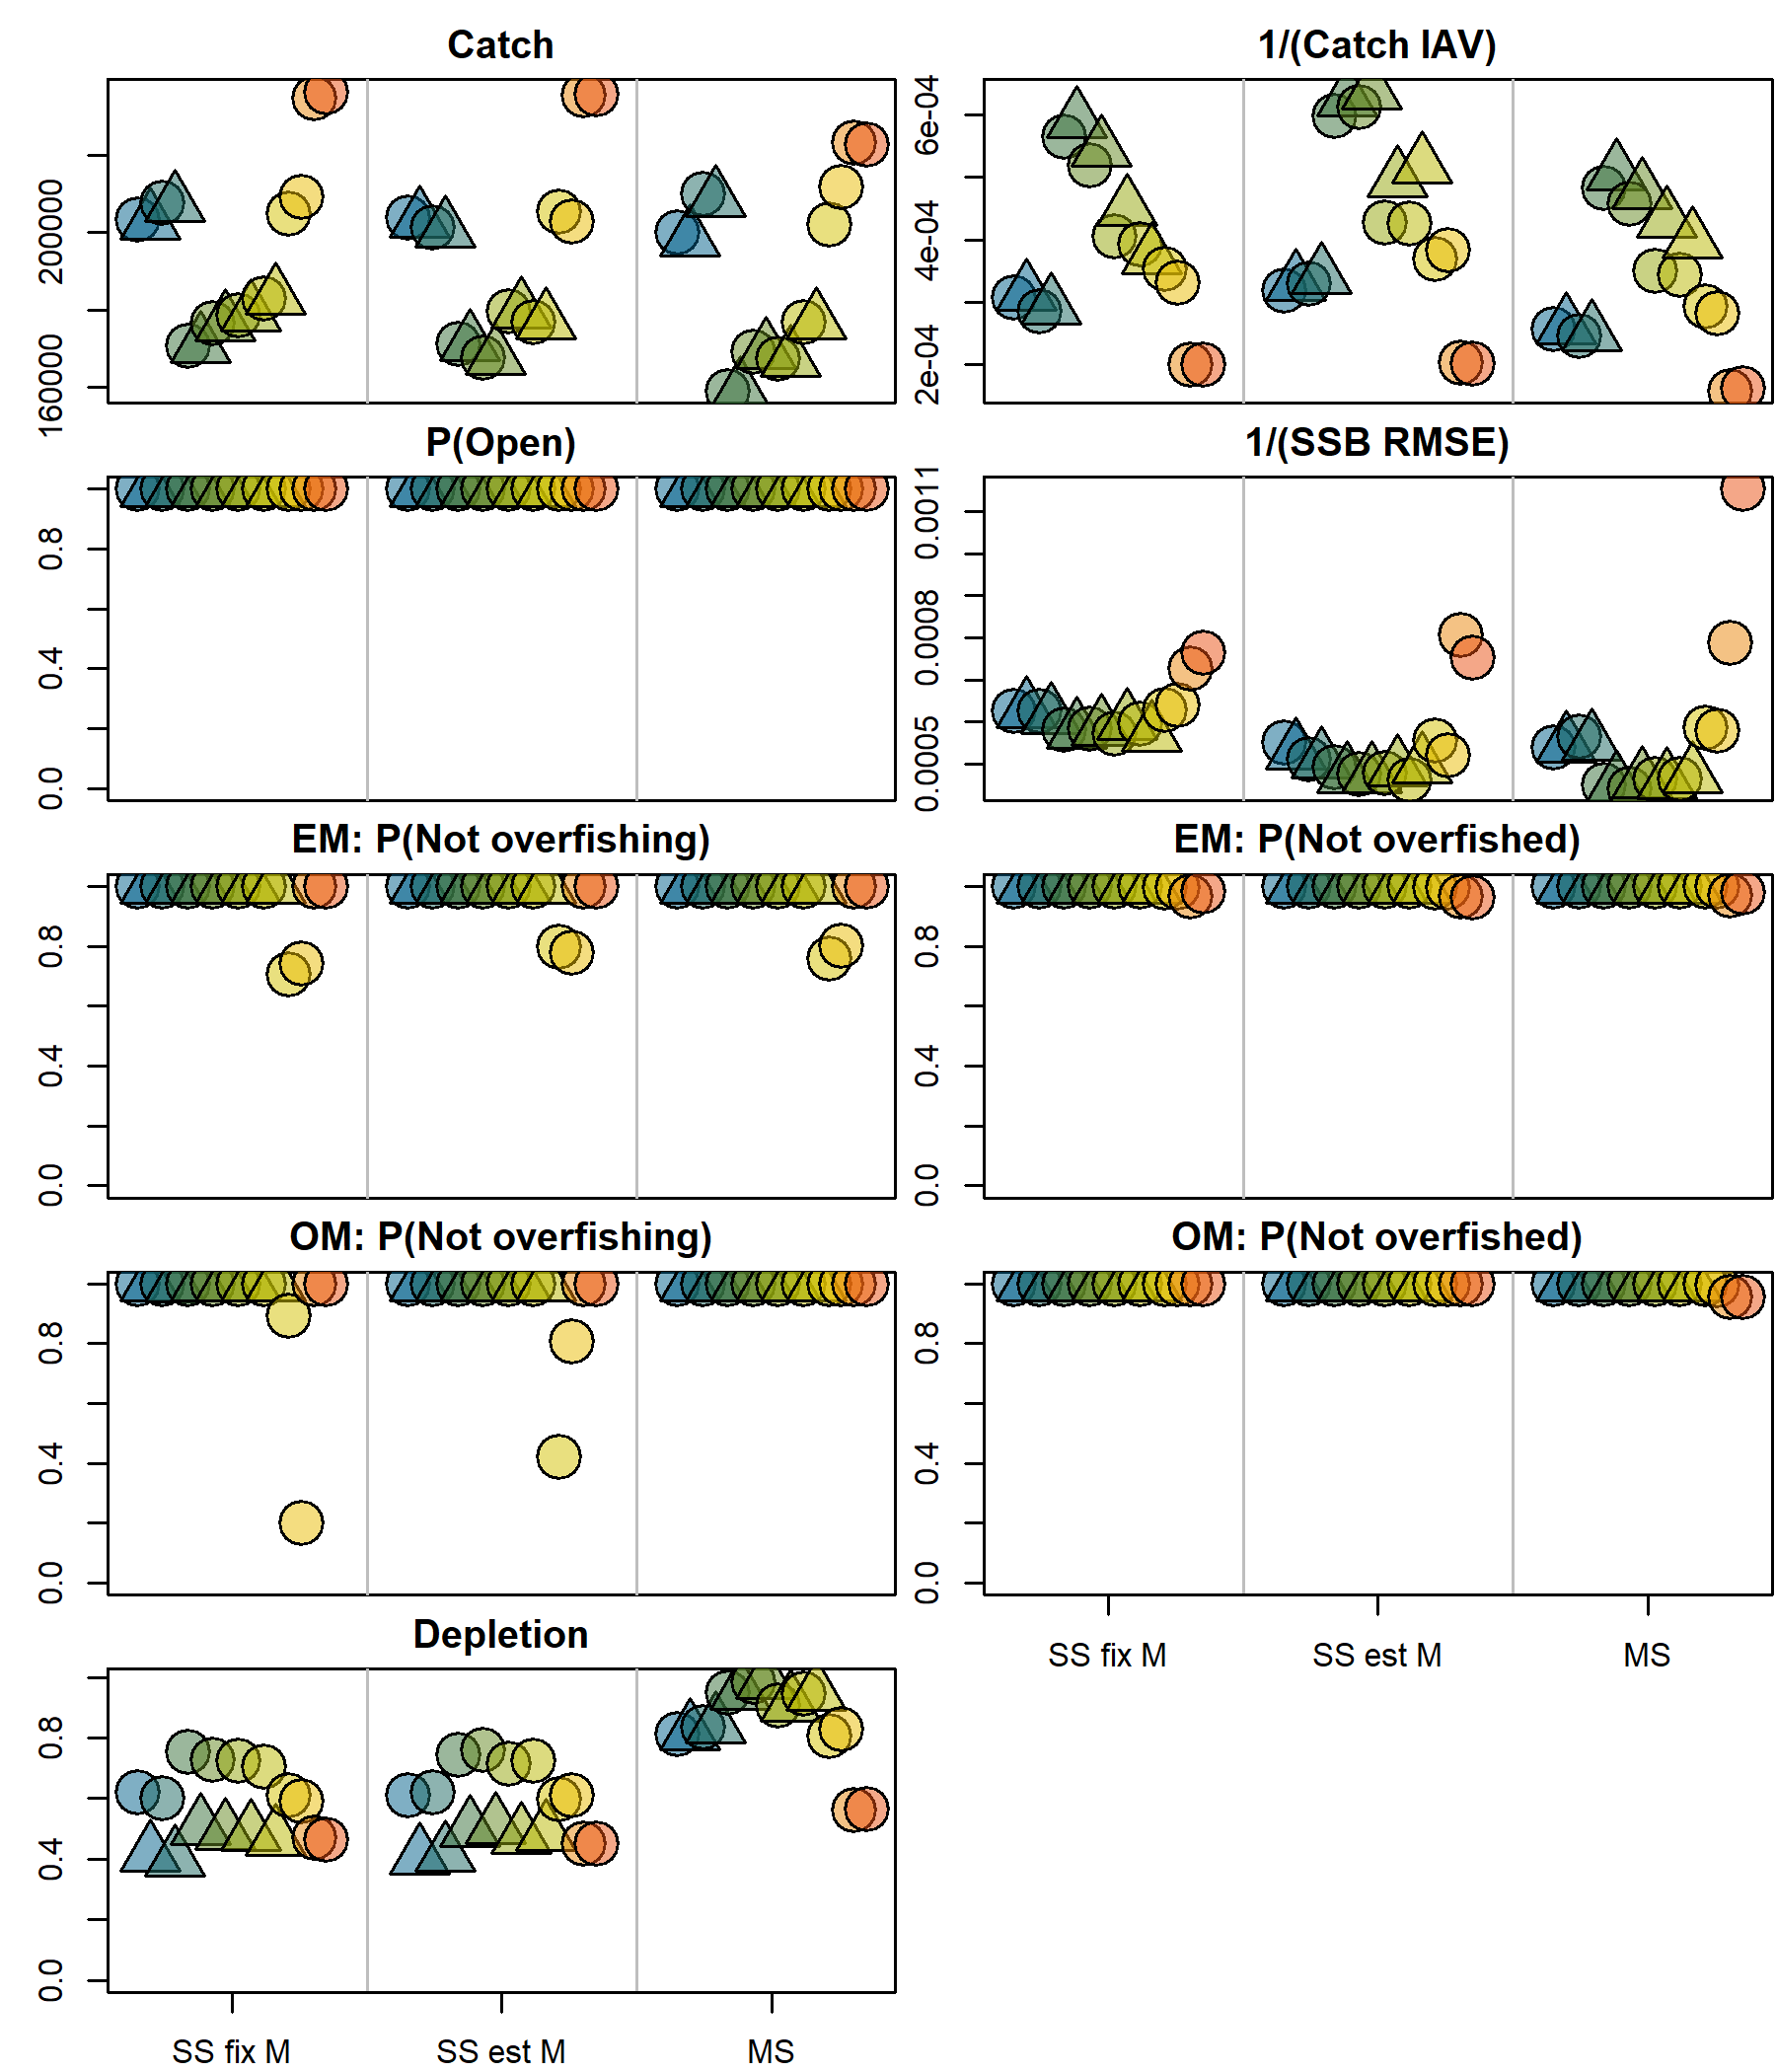 Catch
1/(Catch IAV)
200000
160000
6e-04
4e-04
2e-04
P(Open)
1/(SSB RMSE)
0.8
0.4
0.0
0.0011
0.0008
0.0005
EM: P(Not overfishing)
EM: P(Not overfished)
0.8
0.4
0.0
0.8
0.4
0.0
OM: P(Not overfishing)
OM: P(Not overfished)
0.8
0.4
0.0
0.8
0.4
0.0
Depletion
SS fix M
SS est M
MS
0.8
0.4
0.0
SS fix M
SS est M
MS